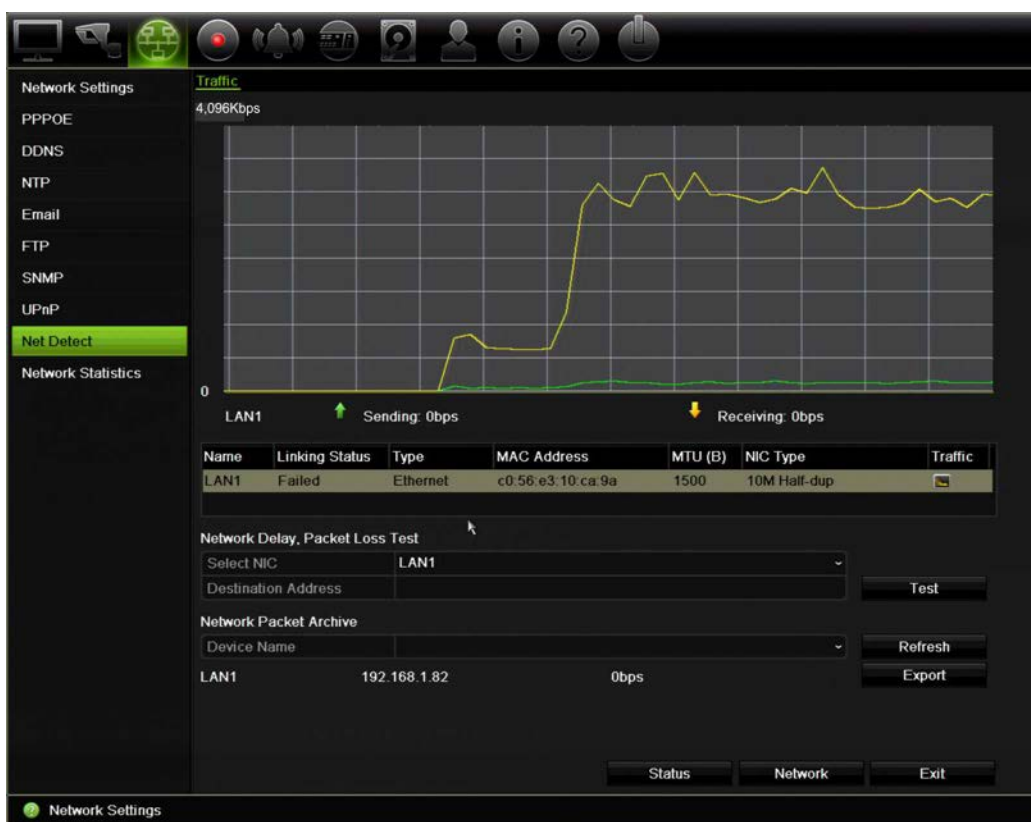 Network Settings
PPPOE
DDNS
NTP
Email
FTP
SNMP
UPnP
Net Detect
Network Statistics
Traffic
4,096Kbps
0
LAN1 Sending: 0bps Receiving: 0bps
Name Linking Status Type MAC Address MTU (B) NIC Type Traffic
LAN1 Failed Ethernet c0:56:e3:10:ca:9a 1500 10M Half-dup
Network Delay, Packet Loss Test
Select NIC LAN1
Destination Address Test
Network Packet Archive
Device Name Refresh
LAN1 192.168.1.82 0bps Export
Status Network Exit
Network Settings